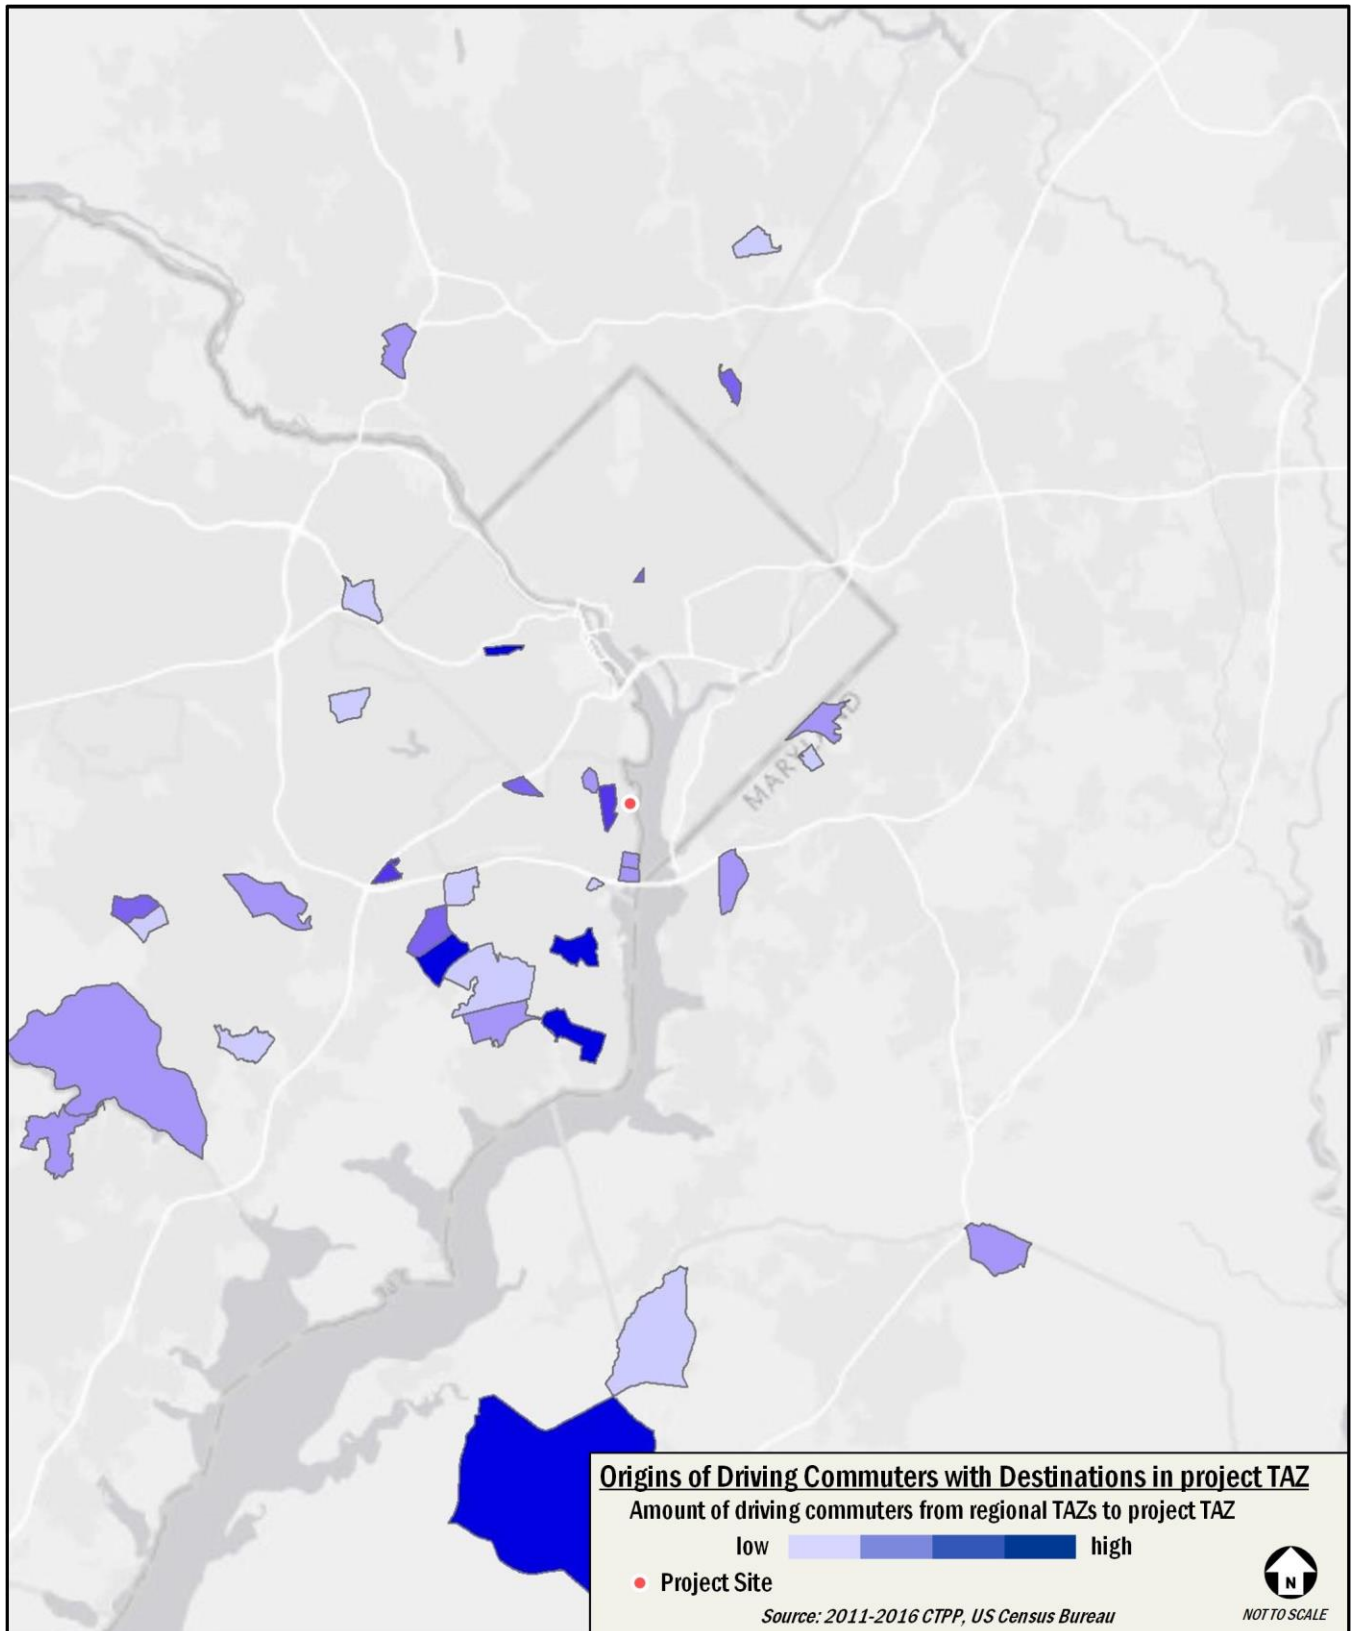 MARYLAND
Origins of Driving Commuters with Destinations in project TAZ
Amount of driving commuters from regional TAZs to project TAZ
low high
Project Site
N
Source: 2011-2016 CTPP, US Census Bureau
NOT TO SCALE